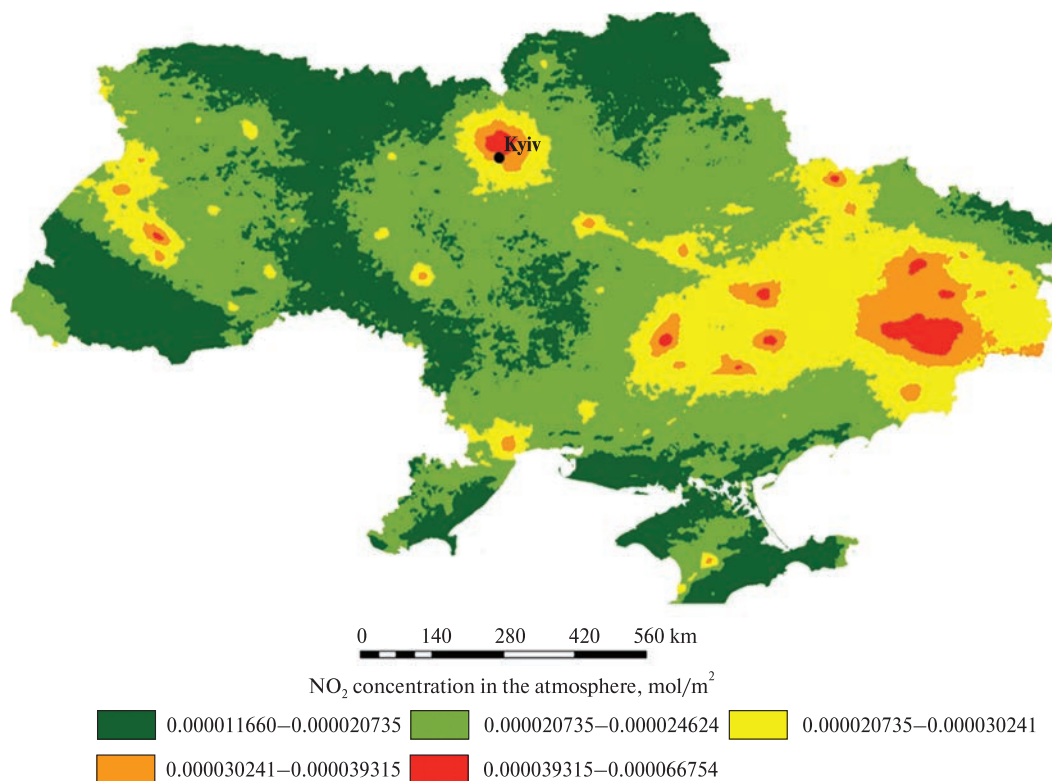 Kyiv
0 140 280 420 560 km
NO₂ concentration in the atmosphere, mol/m²
0.000011660–0.000020735 0.000020735–0.000024624 0.000020735–0.000030241
0.000030241–0.000039315 0.000039315–0.000066754